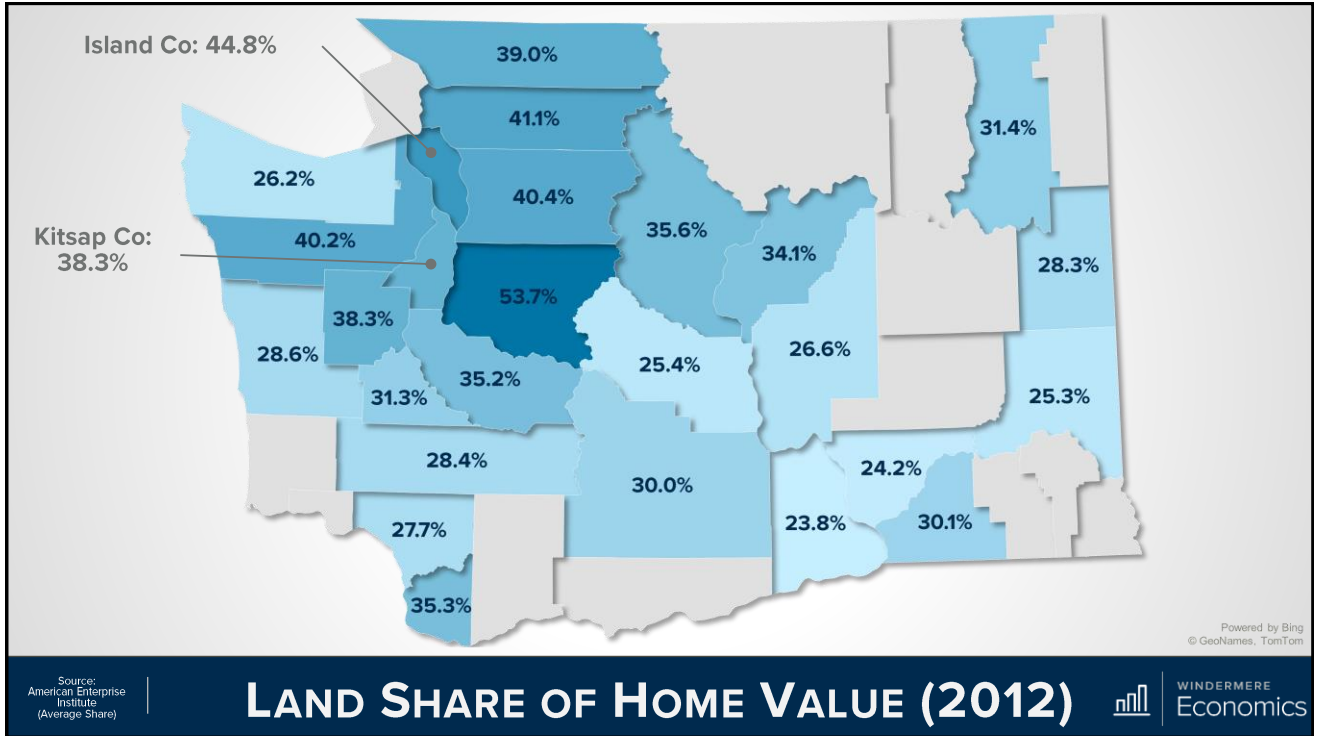 Island Co: 44.8%
39.0%
41.1%
31.4%
26.2%
40.4%
35.6%
Kitsap Co:
38.3%
40.2%
34.1%
28.3%
53.7%
38.3%
28.6%
26.6%
25.4%
35.2%
31.3%
25.3%
28.4%
24.2%
30.0%
27.7%
23.8%
30.1%
35.3%
Powered by Bing
© GeoNames, TomTom
Source:
American Enterprise
Institute
(Average Share)
LAND SHARE OF HOME VALUE (2012)
WINDERMERE
Economics